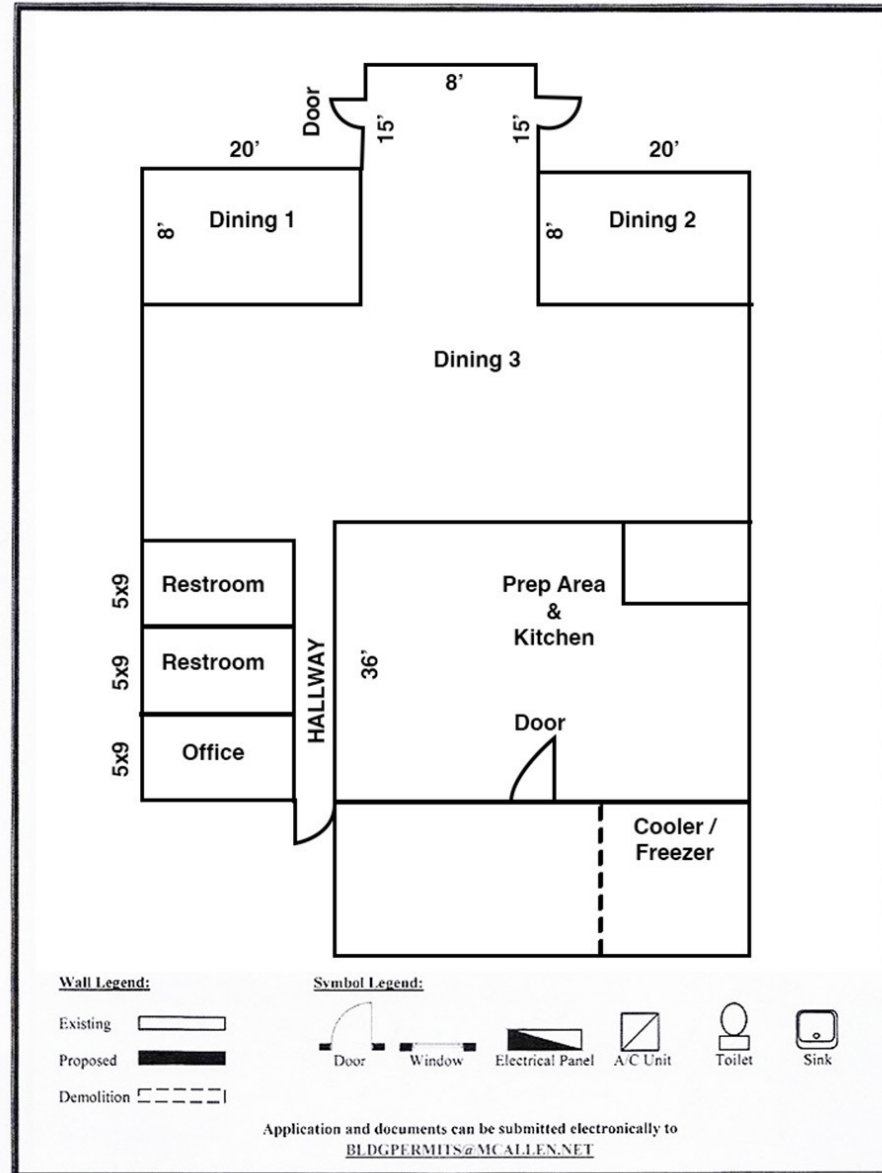 8’
Door
15’
15’
20’
20’
Dining 1
8’
Dining 2
8’
Dining 3
Restroom
5x9
Restroom
5x9
Office
5x9
HALLWAY
36’
Prep Area
&
Kitchen
Door
Cooler /
Freezer
Wall Legend:
Existing
Proposed
Demolition
Symbol Legend:
Door
Window
Electrical Panel
A/C Unit
Toilet
Sink
Application and documents can be submitted electronically to
BLDGPERMITS@MCALLEN.NET